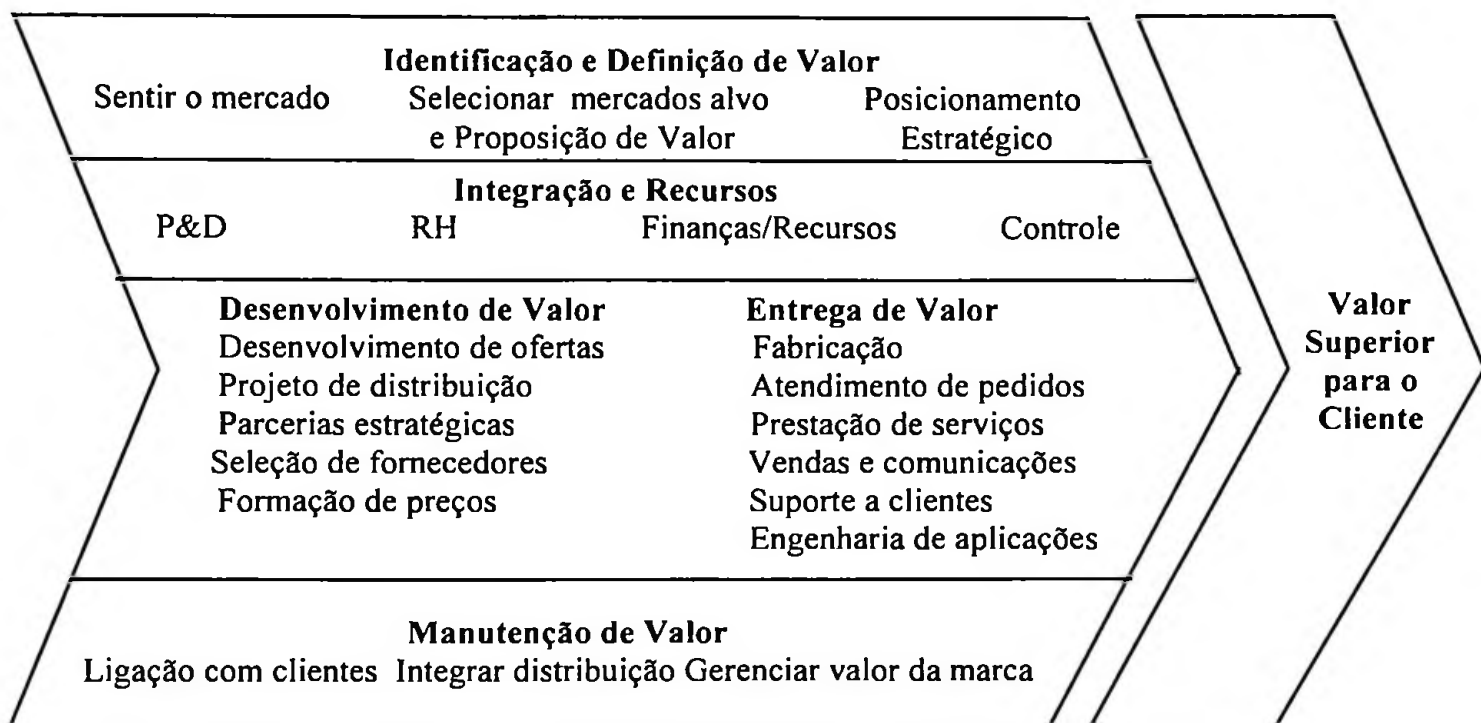 Identificação e Definição de Valor
Sentir o mercado Selecionar mercados alvo Posicionamento
e Proposição de Valor Estratégico
Integração e Recursos
P&D RH Finanças/Recursos Controle
Desenvolvimento de Valor Entrega de Valor
Desenvolvimento de ofertas Fabricação
Projeto de distribuição Atendimento de pedidos
Parcerias estratégicas Prestação de serviços
Seleção de fornecedores Vendas e comunicações
Formação de preços Suporte a clientes
Engenharia de aplicações
Manutenção de Valor
Ligação com clientes Integrar distribuição Gerenciar valor da marca
Valor
Superior
para o
Cliente